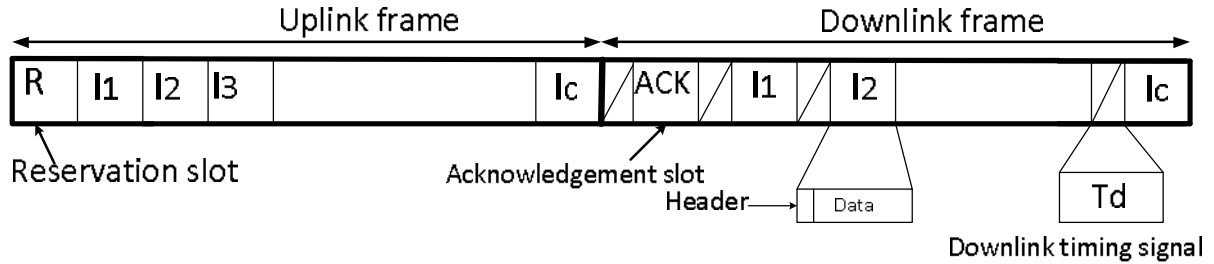 Uplink frame
Downlink frame
R I1 I2 I3 Ic ACK I1 I2 Ic
Reservation slot
Acknowledgement slot
Header Data
Td
Downlink timing signal